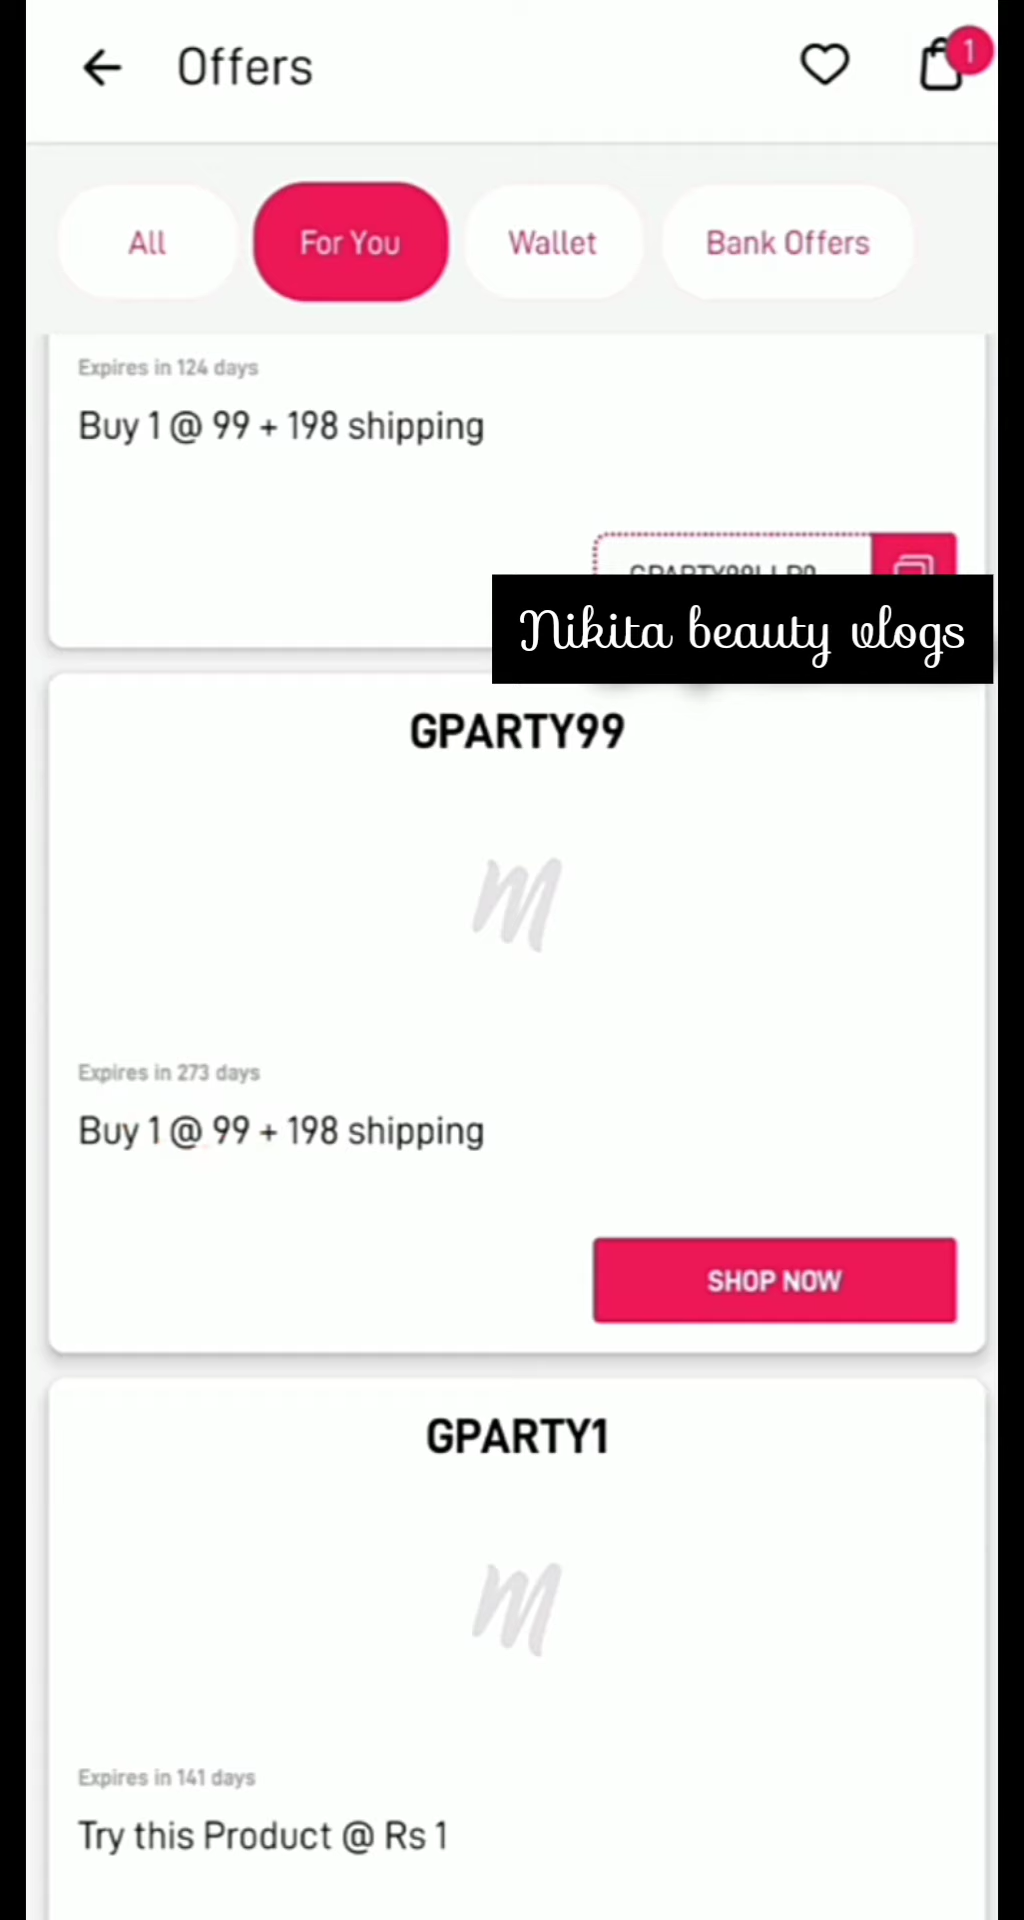 Offers
1
All
For You
Wallet
Bank Offers
Expires in 124 days
Buy 1 @ 99 + 198 shipping
Nikita beauty vlogs
GPARTY99
M
Expires in 273 days
Buy 1 @ 99 + 198 shipping
SHOP NOW
GPARTY1
M
Expires in 141 days
Try this Product @ Rs 1